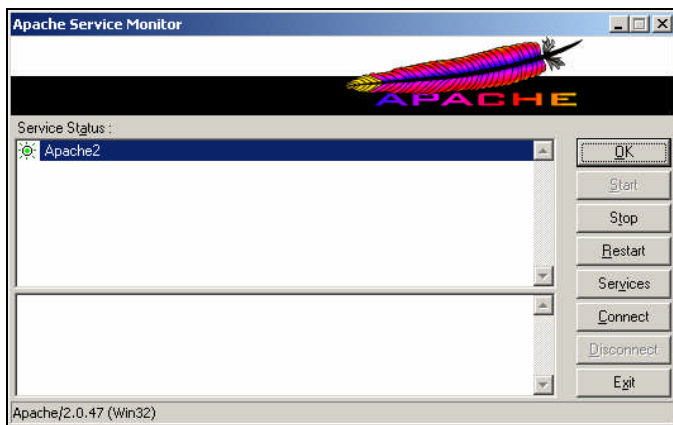 Apache Service Monitor
APACHE
Service Status :
Apache2
OK
Start
Stop
Restart
Services
Connect
Disconnect
Exit
Apache/2.0.47 (Win32)